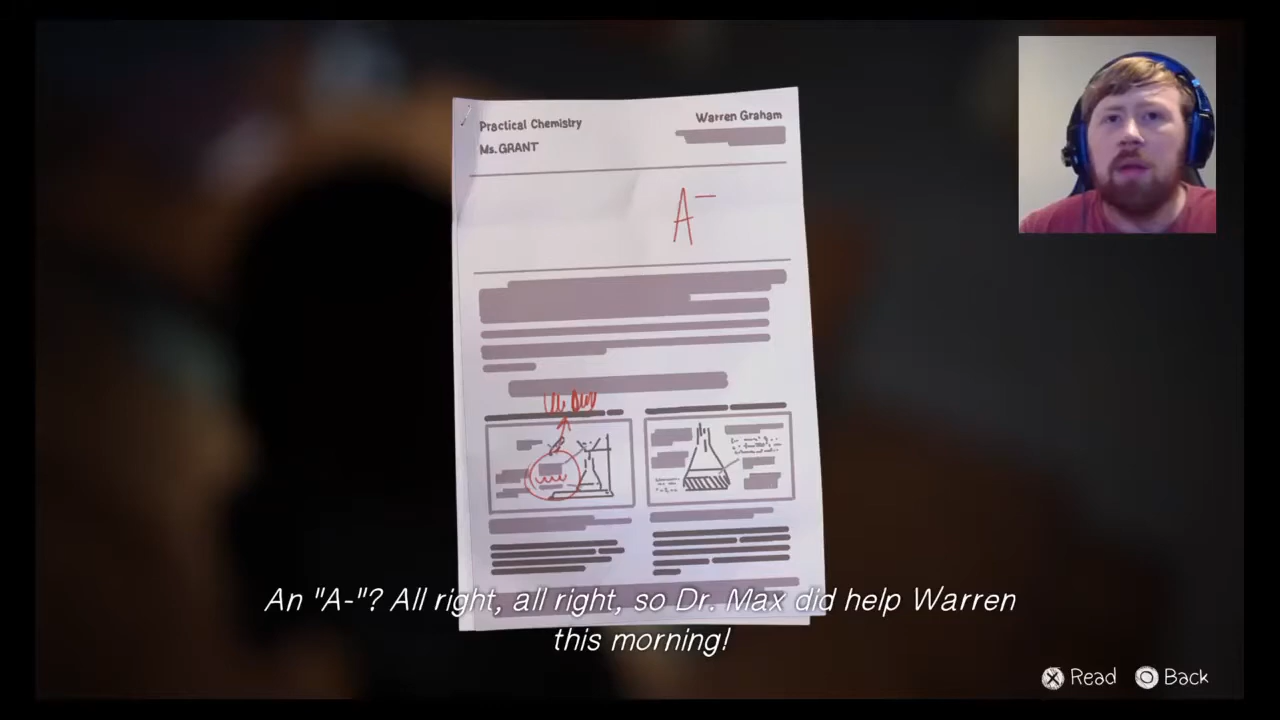 Practical Chemistry
Warren Graham
Ms. GRANT
A-
An "A-"? All right, all right, so Dr. Max did help Warren
this morning!
Read
Back